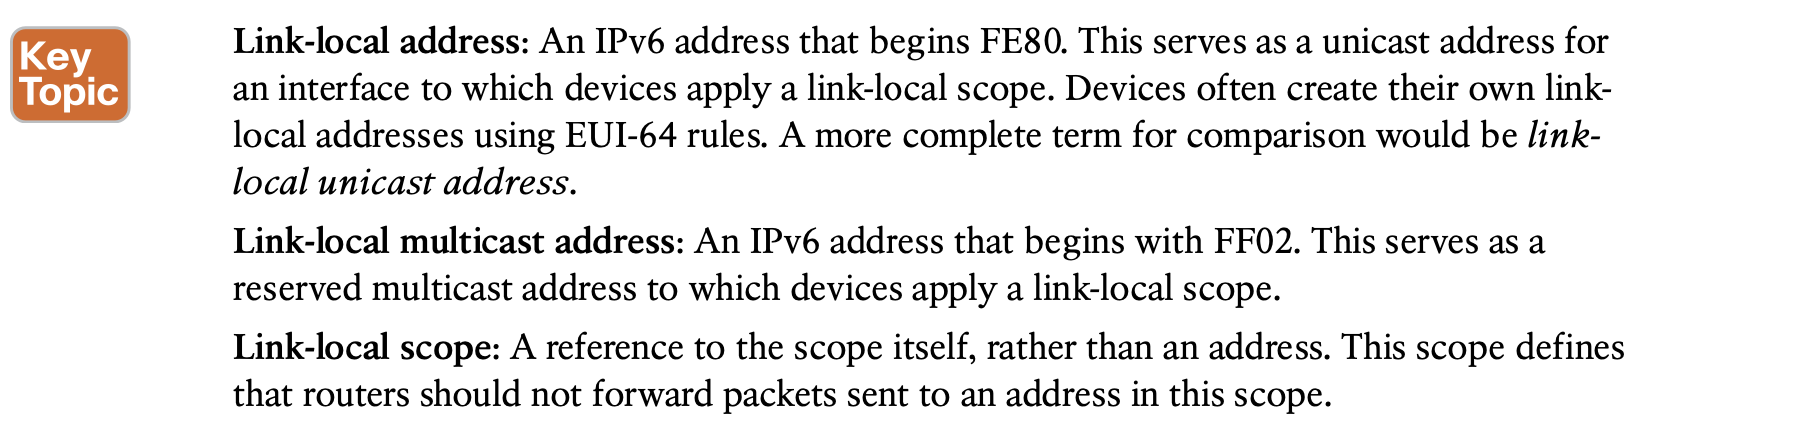 Key
Topic
Link-local address: An IPv6 address that begins FE80. This serves as a unicast address for
an interface to which devices apply a link-local scope. Devices often create their own link-
local addresses using EUI-64 rules. A more complete term for comparison would be link-
local unicast address.
Link-local multicast address: An IPv6 address that begins with FF02. This serves as a
reserved multicast address to which devices apply a link-local scope.
Link-local scope: A reference to the scope itself, rather than an address. This scope defines
that routers should not forward packets sent to an address in this scope.